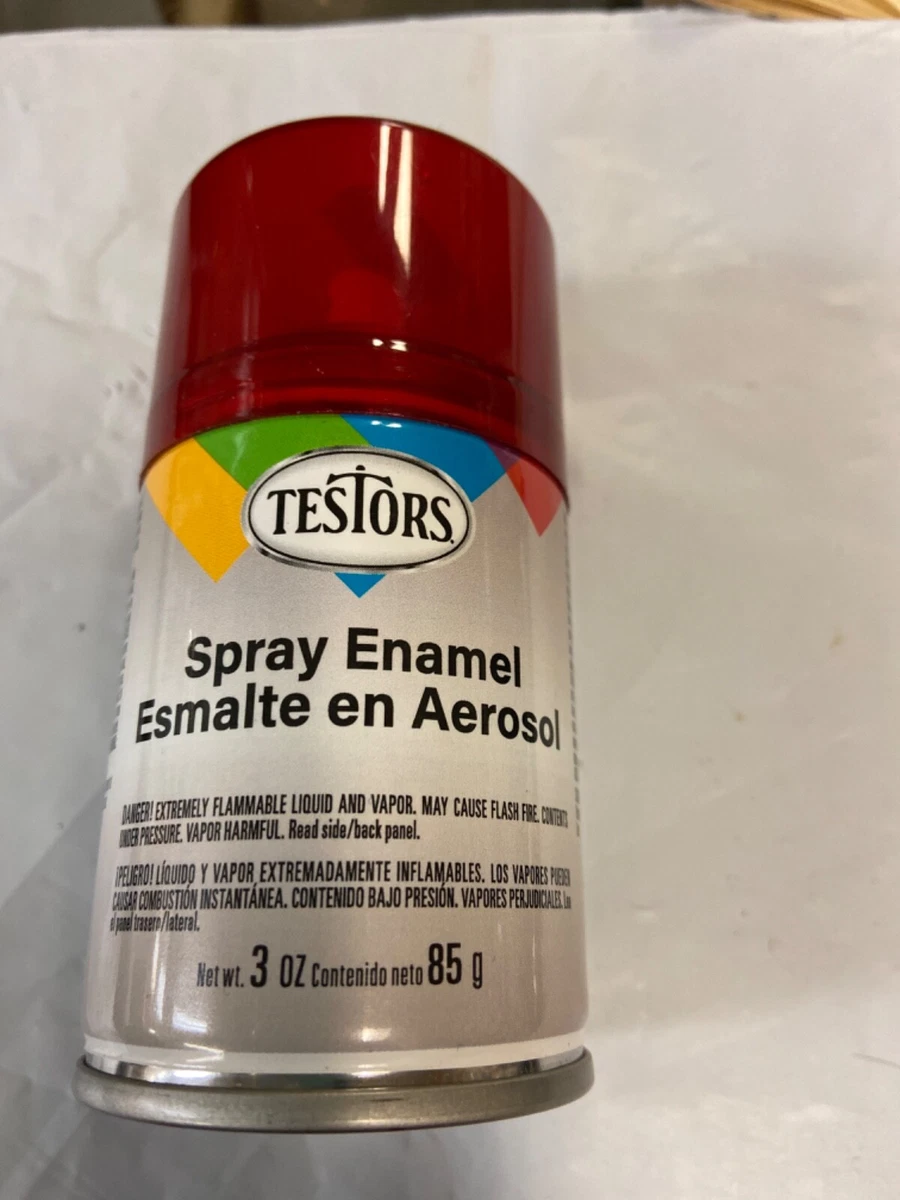 TESTORS
Spray Enamel
Esmalte en Aerosol
DANGER! EXTREMELY FLAMMABLE LIQUID AND VAPOR. MAY CAUSE FLASH FIRE. CONTENTS
UNDER PRESSURE. VAPOR HARMFUL. Read side/back panel.
¡PELIGRO! LÍQUIDO Y VAPOR EXTREMADAMENTE INFLAMABLES. LOS VAPORES PUEDEN
CAUSAR COMBUSTIÓN INSTANTÁNEA. CONTENIDO BAJO PRESIÓN. VAPORES PERJUDICIALES. Lea
el panel trasero/lateral.
Net wt. 3 OZ Contenido neto 85 g